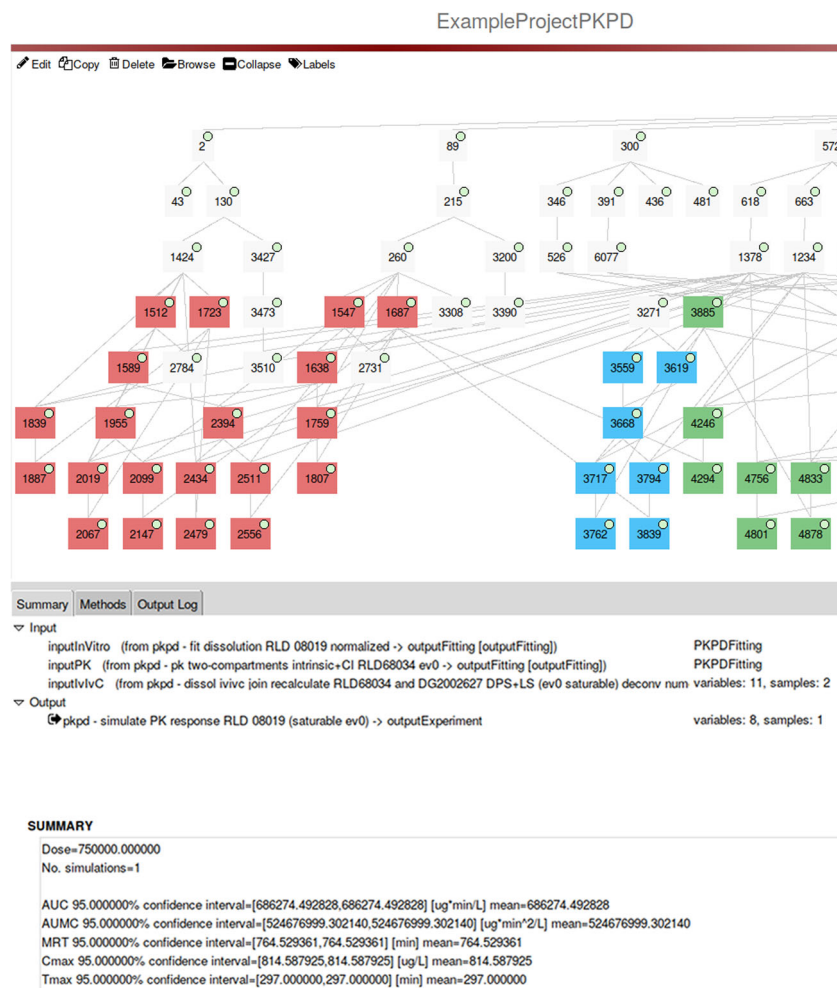 ExampleProjectPKPD
Edit Copy Delete Browse Collapse Labels
2 89 300 572
43 130 215 346 391 436 481 618 663
1424 3427 260 3200 526 6077 1378 1234
1512 1723 3473 1547 1687 3308 3390 3271 3885
1589 2784 3510 1638 2731 3559 3619
1839 1955 2394 1759 3668 4246
1887 2019 2099 2434 2511 1807 3717 3794 4294 4756 4833
2067 2147 2479 2556 3762 3839 4801 4878
Summary Methods Output Log
Input
inputInVitro (from pkpd - fit dissolution RLD 08019 normalized -> outputFitting [outputFitting]) PKPDFitting
inputPK (from pkpd - pk two-compartments intrinsic+CI RLD68034 ev0 -> outputFitting [outputFitting]) PKPDFitting
inputIvIvC (from pkpd - dissol ivivc join recalculate RLD68034 and DG2002627 DPS+LS (ev0 saturable) deconv num variables: 11, samples: 2
Output
pkpd - simulate PK response RLD 08019 (saturable ev0) -> outputExperiment variables: 8, samples: 1
SUMMARY
Dose=750000.000000
No. simulations=1
AUC 95.000000% confidence interval=[686274.492828,686274.492828] [ug*min/L] mean=686274.492828
AUMC 95.000000% confidence interval=[524676999.302140,524676999.302140] [ug*min^2/L] mean=524676999.302140
MRT 95.000000% confidence interval=[764.529361,764.529361] [min] mean=764.529361
Cmax 95.000000% confidence interval=[814.587925,814.587925] [ug/L] mean=814.587925
Tmax 95.000000% confidence interval=[297.000000,297.000000] [min] mean=297.000000